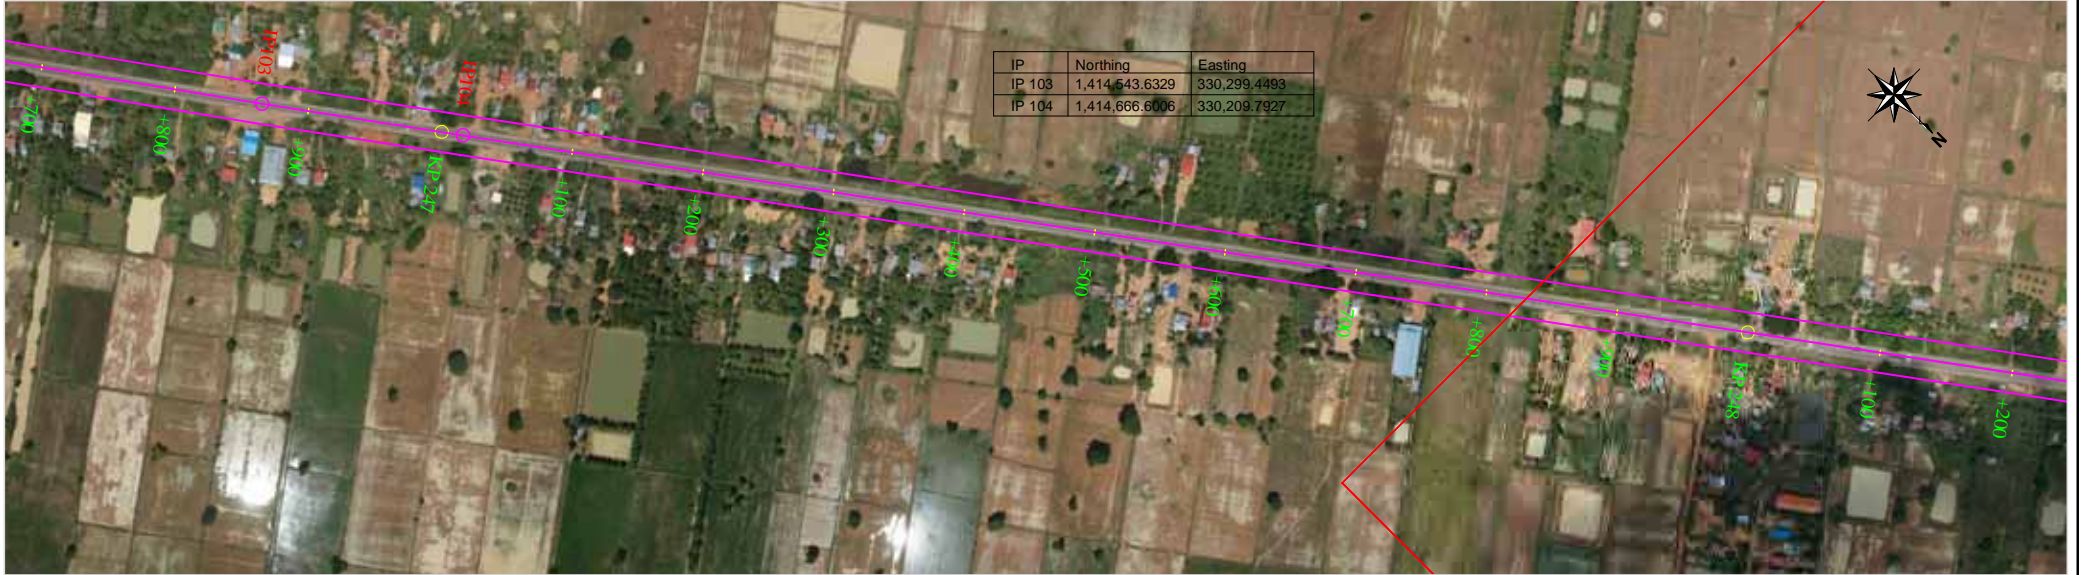 IP103
IP104
IP Northing Easting
IP 103 1,414,543.6329 330,299.4493
IP 104 1,414,666.6006 330,209.7927
N
+700
+800
+900
KP 247
+100
+200
+300
+400
+500
+600
+700
+800
+900
KP 248
+100
+200